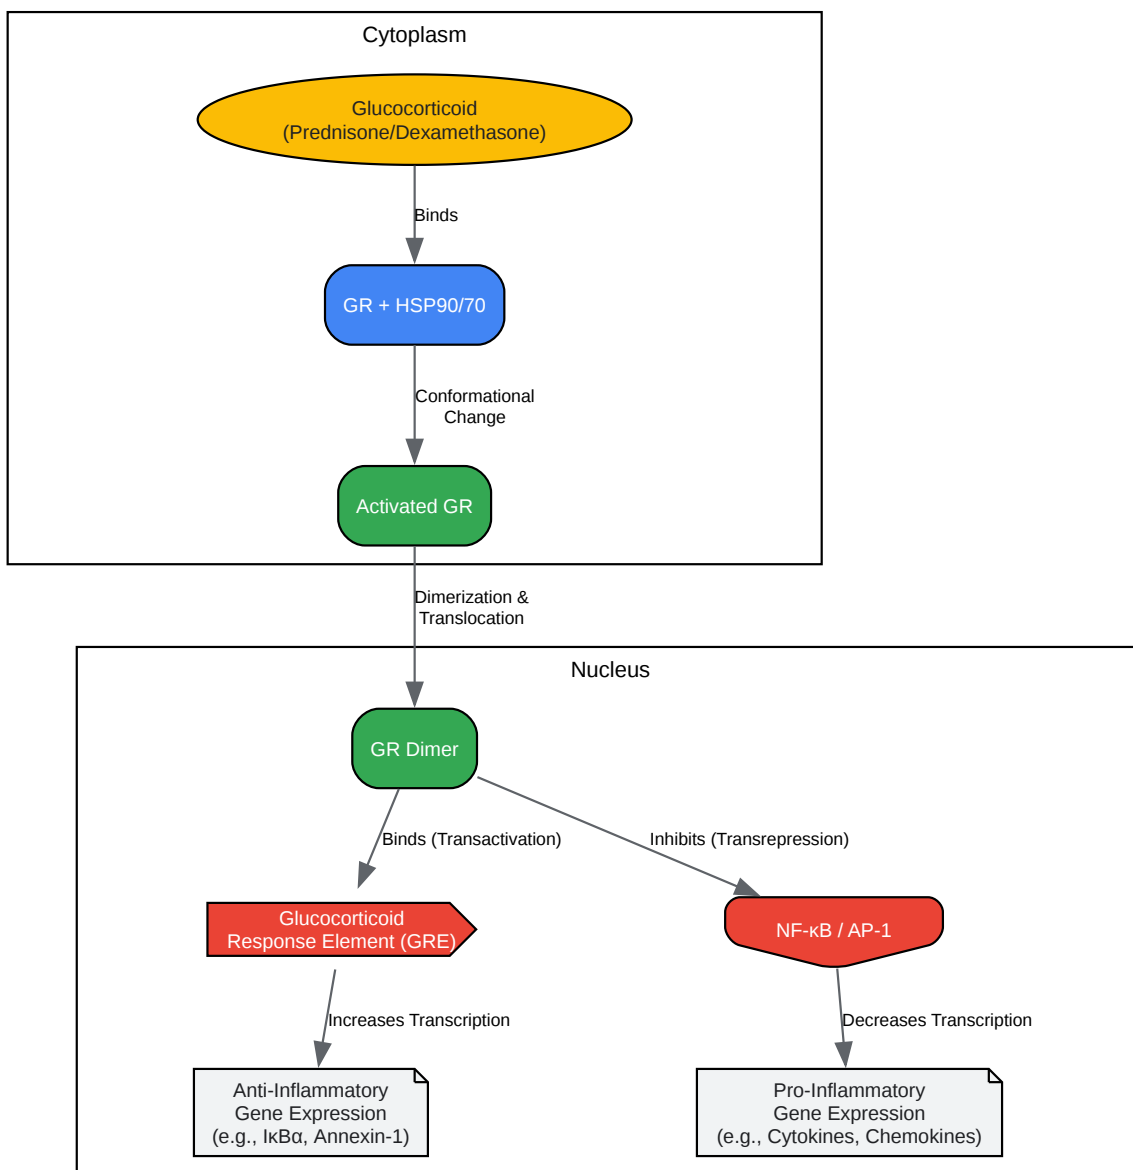 Cytoplasm
Glucocorticoid
(Prednisone/Dexamethasone)
Binds
GR + HSP90/70
Conformational
Change
Activated GR
Dimerization &
Translocation
Nucleus
GR Dimer
Binds (Transactivation)
Inhibits (Transrepression)
Glucocorticoid
Response Element (GRE)
NF-κB / AP-1
Increases Transcription
Decreases Transcription
Anti-Inflammatory
Gene Expression
(e.g., IκBα, Annexin-1)
Pro-Inflammatory
Gene Expression
(e.g., Cytokines, Chemokines)